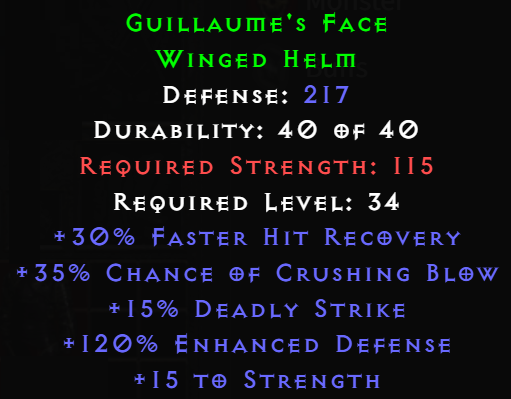 Guillaume's Face
Winged Helm
Defense: 217
Durability: 40 of 40
Required Strength: 115
Required Level: 34
+30% Faster Hit Recovery
+35% Chance of Crushing Blow
+15% Deadly Strike
+120% Enhanced Defense
+15 to Strength